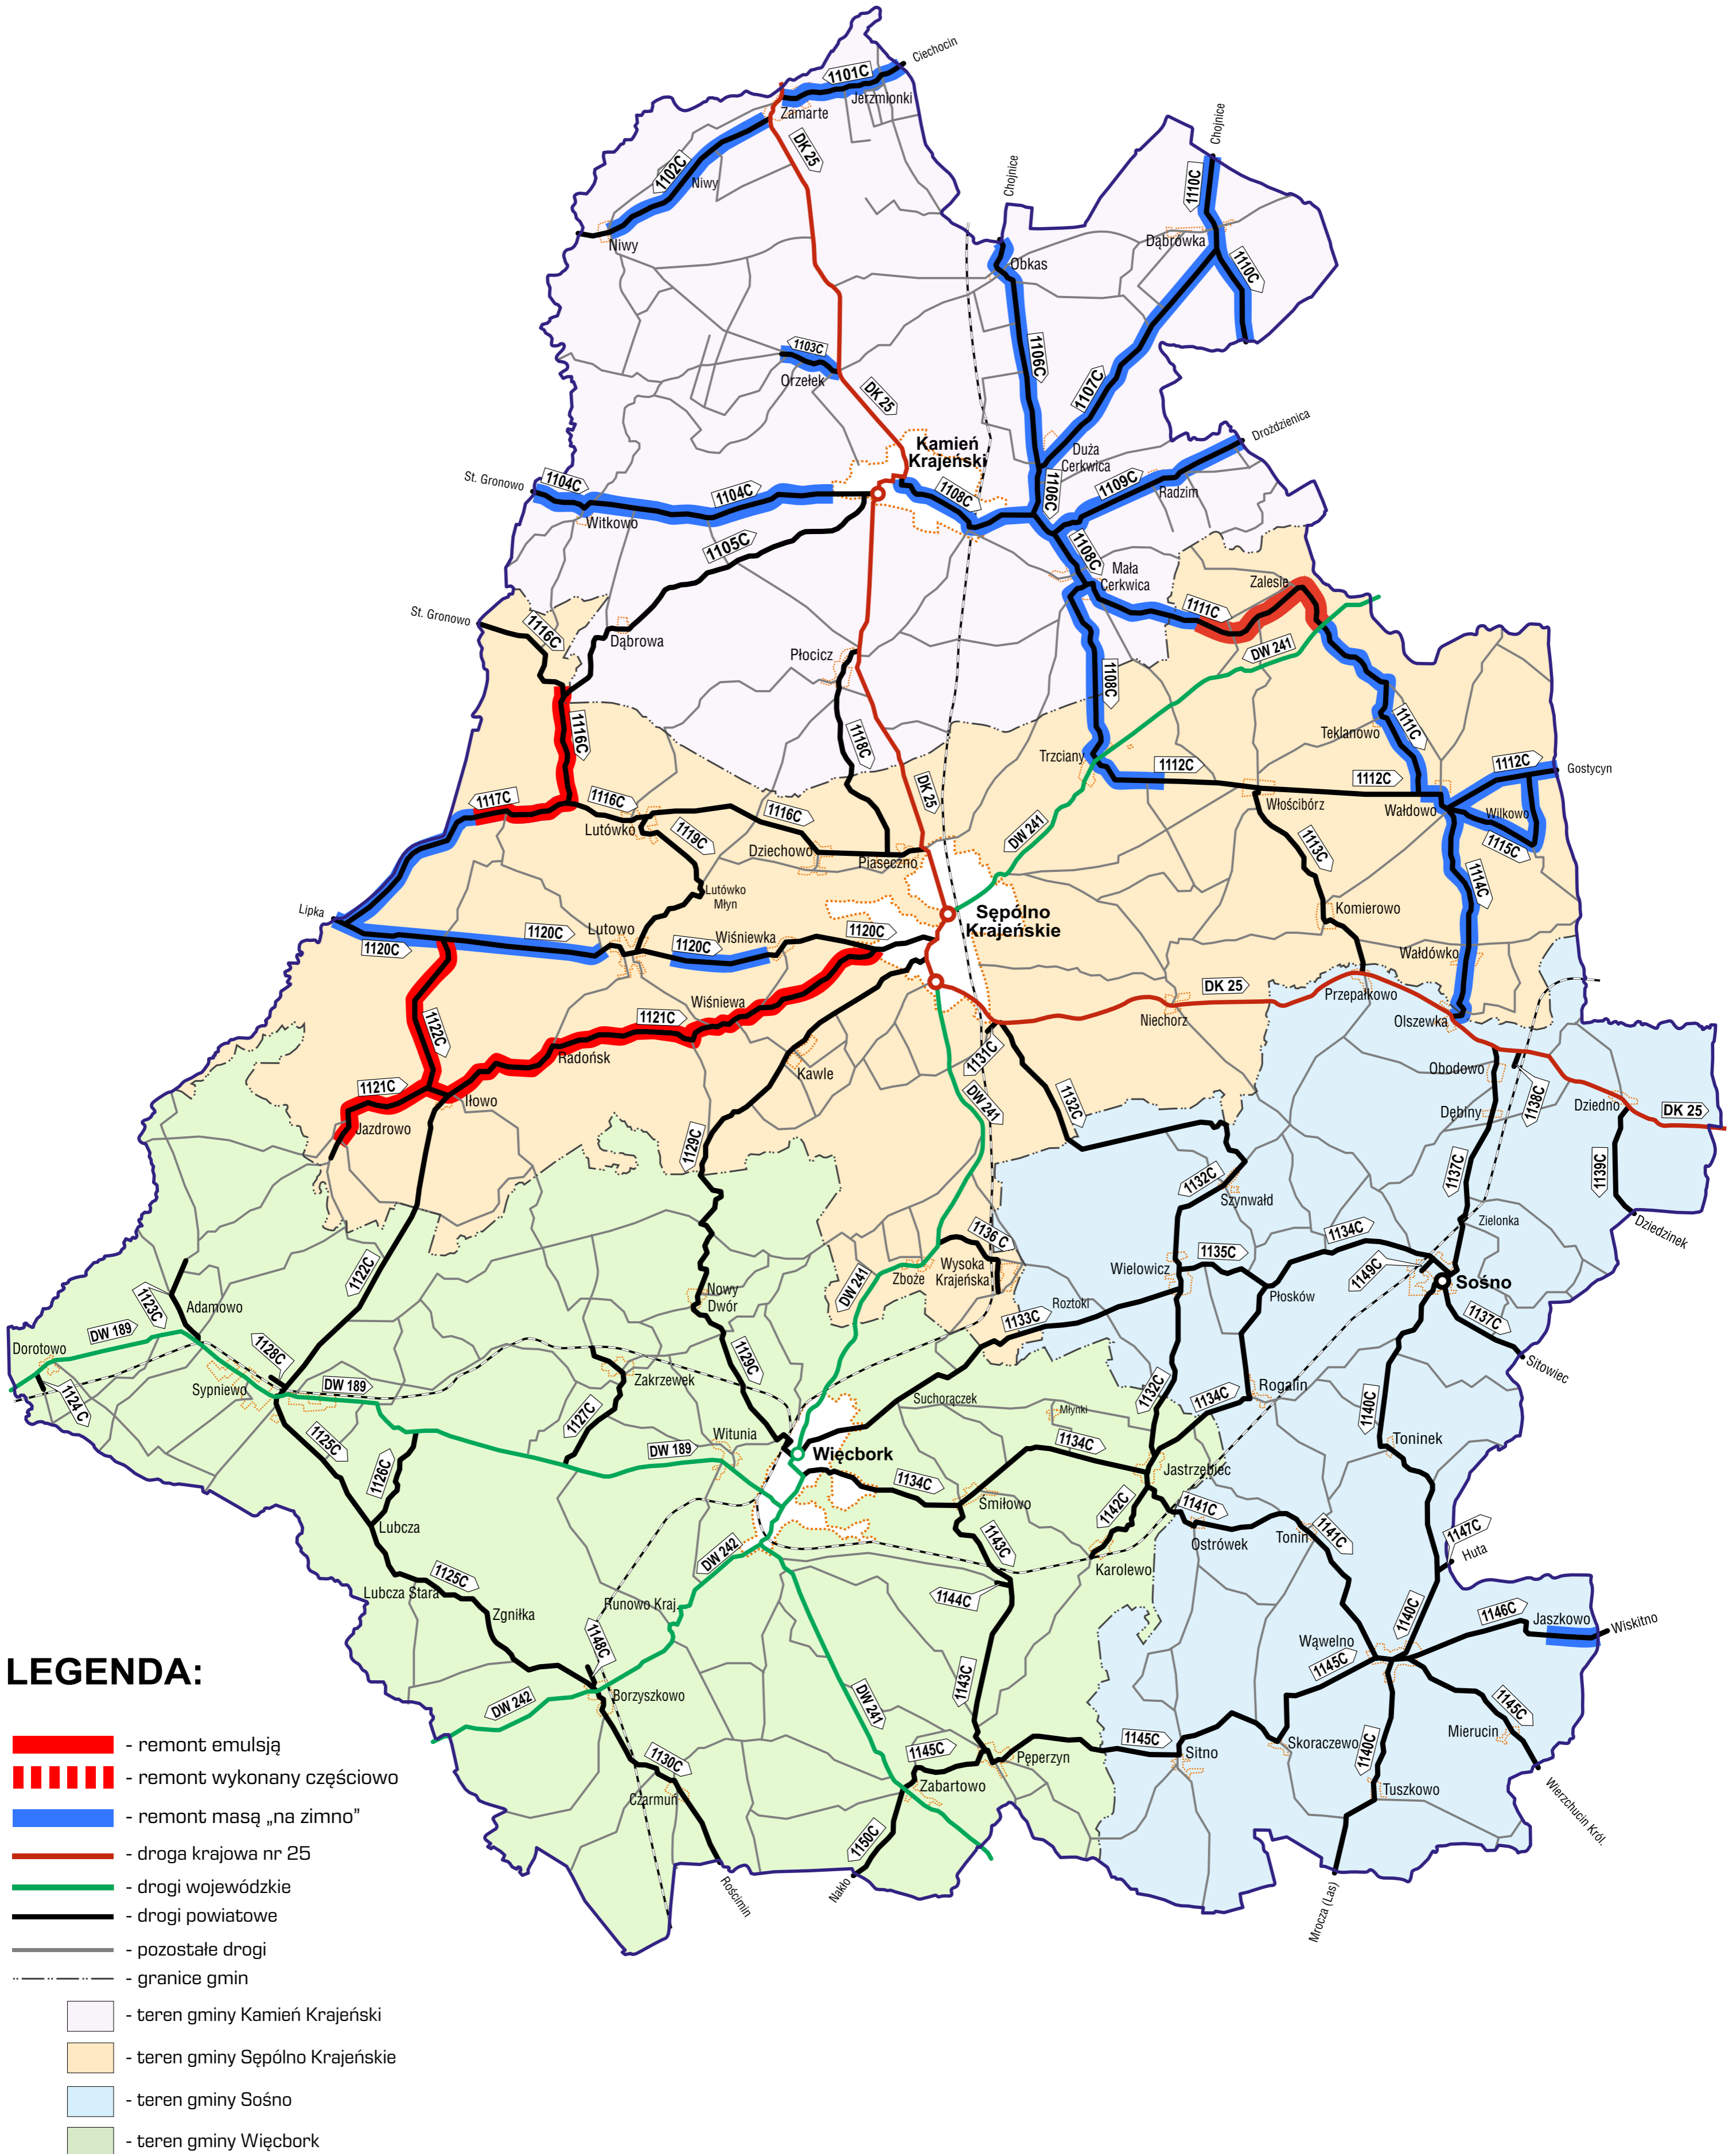 Ciechocin
1101C
Jerzmionki
Zamarte
DK 25
1102C
Niwy
Niwy
Chojnice
Chojnice
1110C
Dąbrówka
1110C
Obkas
1103C
Orzełek
1106C
1107C
DK 25
Kamień
Krajeński
Duża
Cerkwica
Drożdzienica
St. Gronowo
1104C
1104C
1108C
1106C
1109C
Radzim
Witkowo
1105C
1108C
Mała
Cerkwica
Zalesie
1111C
St. Gronowo
1116C
Dąbrowa
Płocicz
DW 241
1108C
1116C
1118C
Teklanowo
1111C
Trzciany
1112C
1112C
1112C
Gostycyn
DK 25
1117C
1116C
1116C
Włościbórz
Wałdowo
Wilkowo
Lutówko
1119C
DW 241
1113C
1115C
Dziechowo
Piaseczno
1114C
Lutówko
Młyn
Lipka
Sępólno
Krajeńskie
Komierowo
1120C
1120C
Lutowo
1120C
Wiśniewka
1120C
Wałdówko
DK 25
Przepałkowo
Wiśniewa
1121C
Niechorz
Olszewka
1122C
Radońsk
1131C
Kawle
Obodowo
1121C
Iłowo
1132C
DW 241
1138C
Dziedno
DK 25
Dębiny
Jazdrowo
1129C
1137C
1139C
1132C
Szynwałd
Zielonka
Dziedzinek
1136 C
1134C
1135C
1122C
Wysoka
Krajeńska
Zboże
Wielowicz
1149C
Sośno
1123C
Adamowo
Nowy
Dwór
DW 241
Roztoki
1133C
Płosków
1137C
DW 189
Dorotowo
1128C
1129C
Sitowiec
Sypniewo
DW 189
Zakrzewek
1124 C
Suchorączek
1132C
1134C
Rogalin
Młynki
1140C
1127C
1125C
Witunia
DW 189
Więcbork
1134C
Toninek
1126C
1134C
Jastrzębiec
Śmiłowo
1142C
1141C
Lubcza
1143C
Ostrówek
Tonin
1141C
1147C
Huta
DW 242
Karolewo
1125C
Lubcza Stara
1144C
Zgniłka
Runowo Kraj.
1140C
1146C
Jaszkowo
Wiskitno
1148C
Wąwelno
1145C
1143C
Borzyszkowo
DW 242
DW 241
1145C
Mierucin
1130C
1145C
Pęperzyn
1145C
Sitno
Skoraczewo
1140C
Zabartowo
Czarmuń
Tuszkowo
Wierzchucin Król.
1150C
Nakło
Rościmin
Mrocza (Las)
LEGENDA:
- remont emulsją
- remont wykonany częściowo
- remont masą „na zimno”
- droga krajowa nr 25
- drogi wojewódzkie
- drogi powiatowe
- pozostałe drogi
- granice gmin
- teren gminy Kamień Krajeński
- teren gminy Sępólno Krajeńskie
- teren gminy Sośno
- teren gminy Więcbork